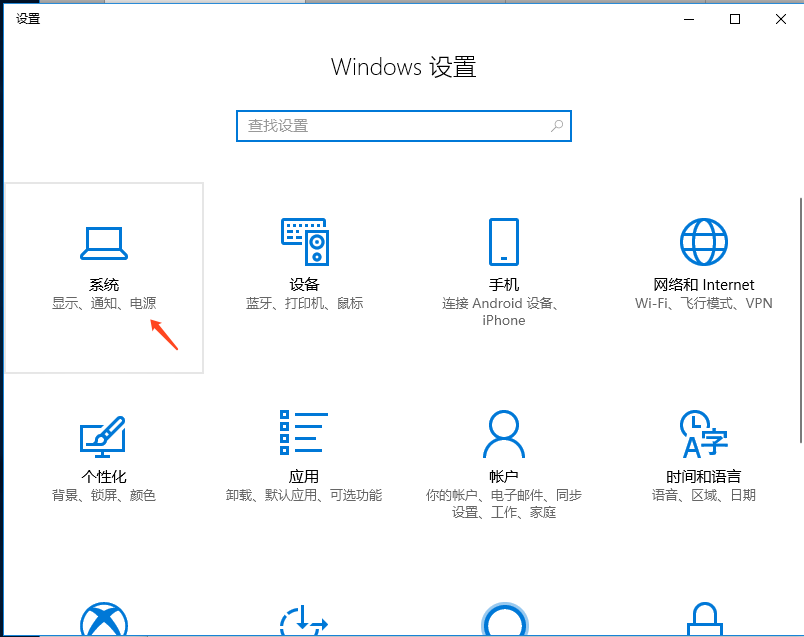 设置
Windows 设置
查找设置
系统
显示、通知、电源
设备
蓝牙、打印机、鼠标
手机
连接 Android 设备、
iPhone
网络和 Internet
Wi-Fi、飞行模式、VPN
个性化
背景、锁屏、颜色
应用
卸载、默认应用、可选功能
帐户
你的帐户、电子邮件、同步
设置、工作、家庭
时间和语言
语音、区域、日期